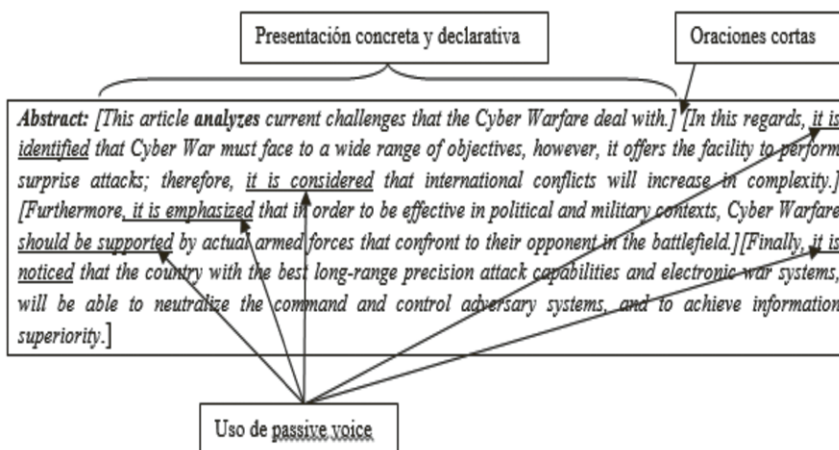 Presentación concreta y declarativa
Oraciones cortas
Abstract: [This article analyzes current challenges that the Cyber Warfare deal with.] [In this regards, it is
identified that Cyber War must face to a wide range of objectives, however, it offers the facility to perform
surprise attacks; therefore, it is considered that international conflicts will increase in complexity.]
[Furthermore, it is emphasized that in order to be effective in political and military contexts, Cyber Warfare
should be supported by actual armed forces that confront to their opponent in the battlefield.][Finally, it is
noticed that the country with the best long-range precision attack capabilities and electronic war systems,
will be able to neutralize the command and control adversary systems, and to achieve information
superiority.]
Uso de passive voice